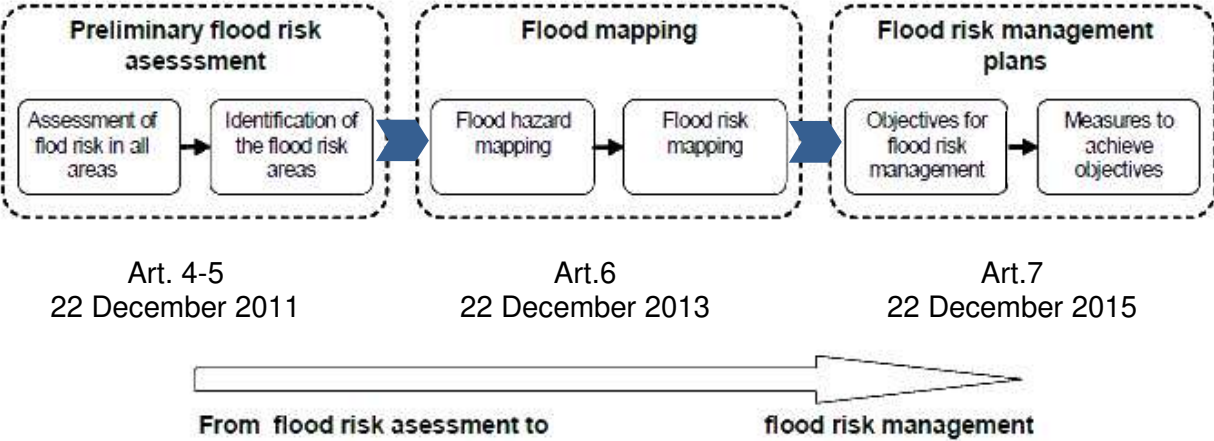 Preliminary flood risk
asesssment
Assessment of
flod risk in all
areas
Identification of
the flood risk
areas
Flood mapping
Flood hazard
mapping
Flood risk
mapping
Flood risk management
plans
Objectives for
flood risk
management
Measures to
achieve
objectives
Art. 4-5
22 December 2011
Art.6
22 December 2013
Art.7
22 December 2015
From flood risk asessment to flood risk management